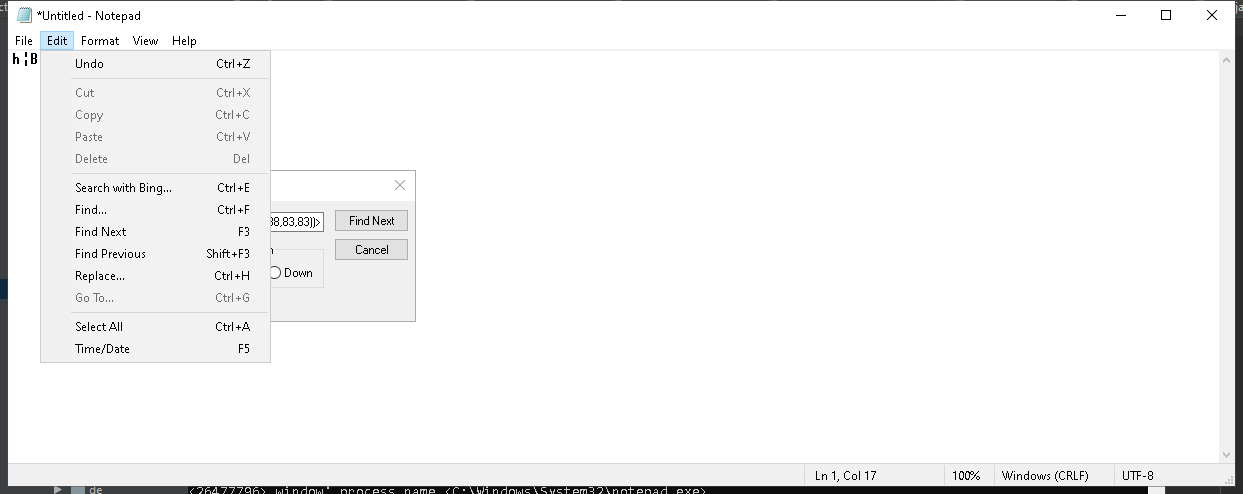 *Untitled - Notepad
File Edit Format View Help
h¦B
Undo Ctrl+Z
Cut Ctrl+X
Copy Ctrl+C
Paste Ctrl+V
Delete Del
Search with Bing... Ctrl+E
Find... Ctrl+F
Find Next F3
Find Previous Shift+F3
Replace... Ctrl+H
Go To... Ctrl+G
Select All Ctrl+A
Time/Date F5
38,83,83])> Find Next
Cancel
Down
Ln 1, Col 17 100% Windows (CRLF) UTF-8
de <26477796> window' process name <C:\Windows\System32\notepad.exe>